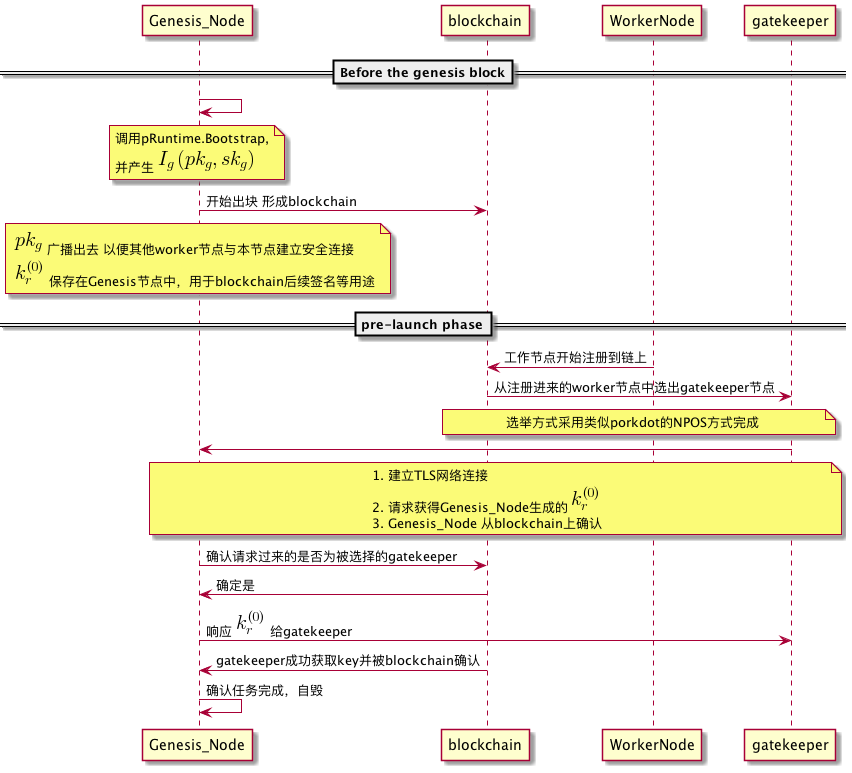 Genesis_Node blockchain WorkerNode gatekeeper
Before the genesis block
调用pRuntime.Bootstrap,
并产生 I_g (pk_g, sk_g)
开始出块 形成blockchain
pk_g 广播出去 以便其他worker节点与本节点建立安全连接
k_r^(0) 保存在Genesis节点中，用于blockchain后续签名等用途
pre-launch phase
工作节点开始注册到链上
从注册进来的worker节点中选出gatekeeper节点
选举方式采用类似porkdot的NPOS方式完成
1. 建立TLS网络连接
2. 请求获得Genesis_Node生成的 k_r^(0)
3. Genesis_Node 从blockchain上确认
确认请求过来的是否为被选择的gatekeeper
确定是
响应 k_r^(0) 给gatekeeper
gatekeeper成功获取key并被blockchain确认
确认任务完成，自毁
Genesis_Node blockchain WorkerNode gatekeeper